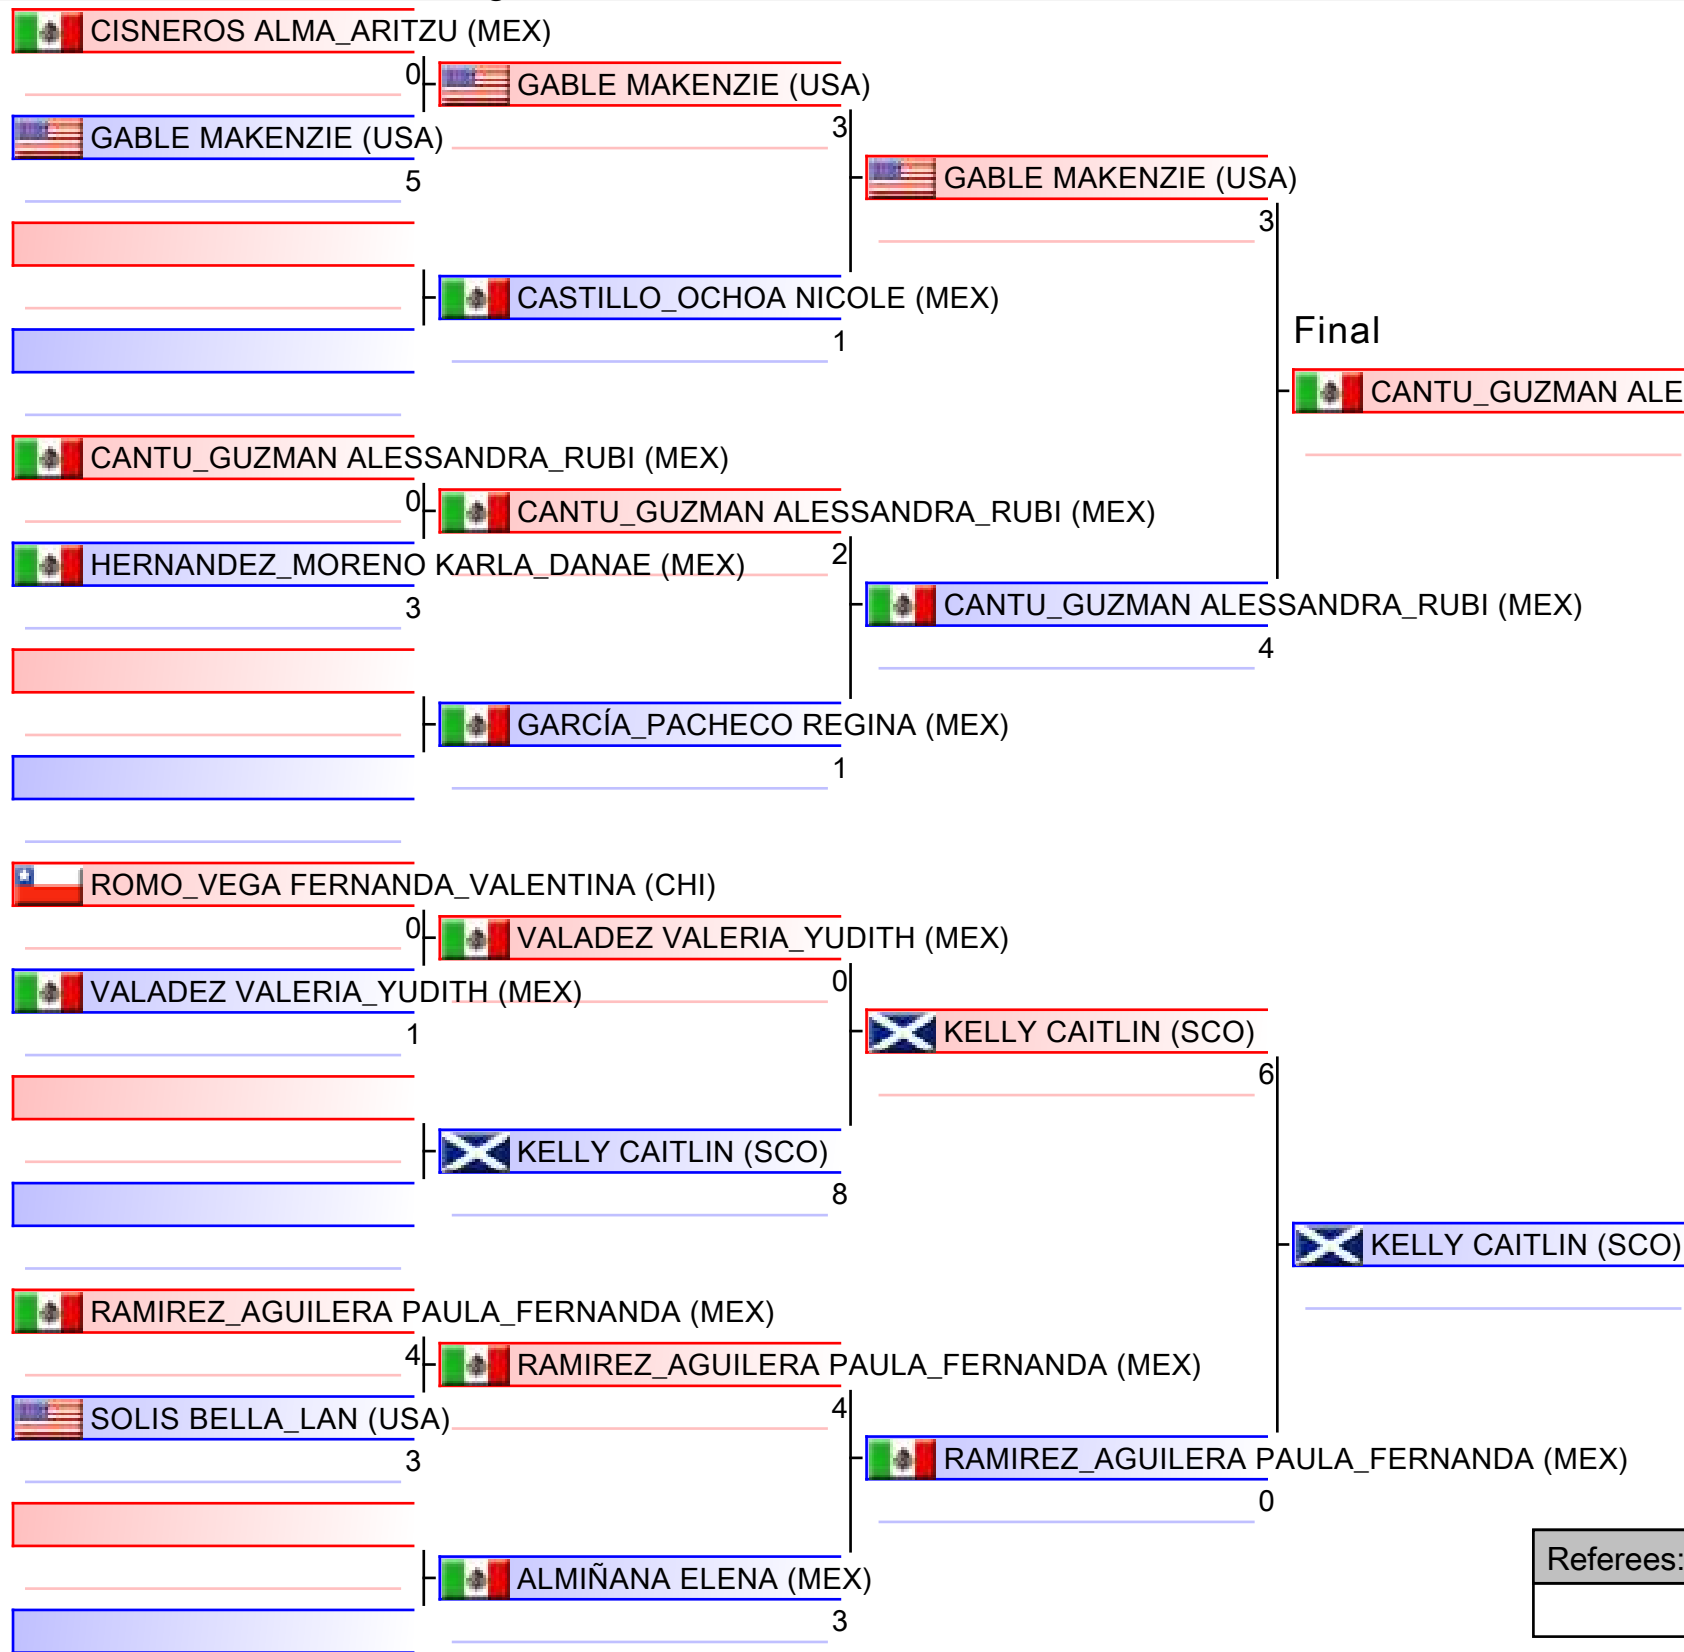 CISNEROS ALMA_ARITZU (MEX)
0
GABLE MAKENZIE (USA)
GABLE MAKENZIE (USA)
3
5
GABLE MAKENZIE (USA)
3
CASTILLO_OCHOA NICOLE (MEX)
1
Final
CANTU_GUZMAN ALE
CANTU_GUZMAN ALESSANDRA_RUBI (MEX)
0
CANTU_GUZMAN ALESSANDRA_RUBI (MEX)
2
HERNANDEZ_MORENO KARLA_DANAE (MEX)
3
CANTU_GUZMAN ALESSANDRA_RUBI (MEX)
4
GARCÍA_PACHECO REGINA (MEX)
1
ROMO_VEGA FERNANDA_VALENTINA (CHI)
0
VALADEZ VALERIA_YUDITH (MEX)
0
VALADEZ VALERIA_YUDITH (MEX)
1
KELLY CAITLIN (SCO)
6
KELLY CAITLIN (SCO)
8
KELLY CAITLIN (SCO)
RAMIREZ_AGUILERA PAULA_FERNANDA (MEX)
4
RAMIREZ_AGUILERA PAULA_FERNANDA (MEX)
4
SOLIS BELLA_LAN (USA)
3
RAMIREZ_AGUILERA PAULA_FERNANDA (MEX)
0
ALMIÑANA ELENA (MEX)
3
Referees: